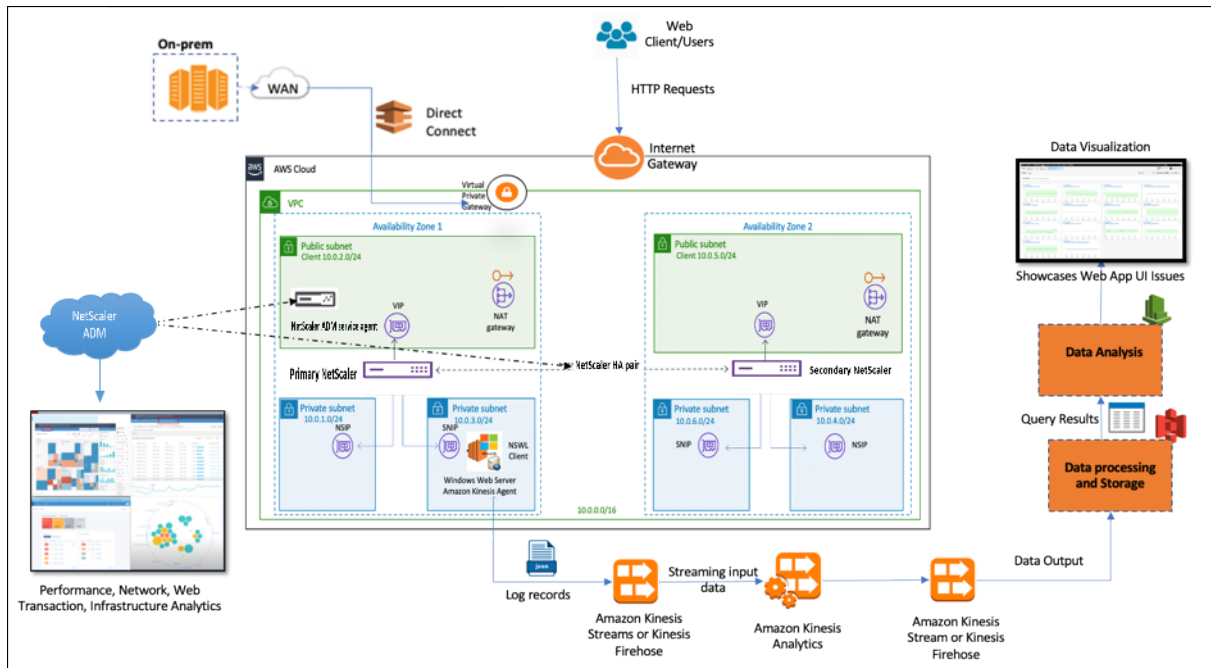 On-prem
WAN
Direct
Connect
Web
Client/Users
HTTP Requests
Internet
Gateway
aws
AWS Cloud
Virtual
Private
Gateway
VPC
Availability Zone 1
Public subnet
Client 10.0.2.0/24
NetScaler ADM service agent
VIP
NAT
gateway
Primary NetScaler
NetScaler HA pair
Private subnet
10.0.1.0/24
NSIP
Private subnet
10.0.3.0/24
SNIP
NSWL
Client
Windows Web Server
Amazon Kinesis Agent
Availability Zone 2
Public subnet
Client 10.0.5.0/24
VIP
NAT
gateway
Secondary NetScaler
Private subnet
10.0.6.0/24
SNIP
Private subnet
10.0.4.0/24
NSIP
10.0.0.0/16
NetScaler
ADM
Performance, Network, Web
Transaction, Infrastructure Analytics
json
Log records
Amazon Kinesis
Streams or Kinesis
Firehose
Streaming input
data
Amazon Kinesis
Analytics
Amazon Kinesis
Stream or Kinesis
Firehose
Data Output
Data processing
and Storage
Query Results
Data Analysis
Showcases Web App UI Issues
Data Visualization